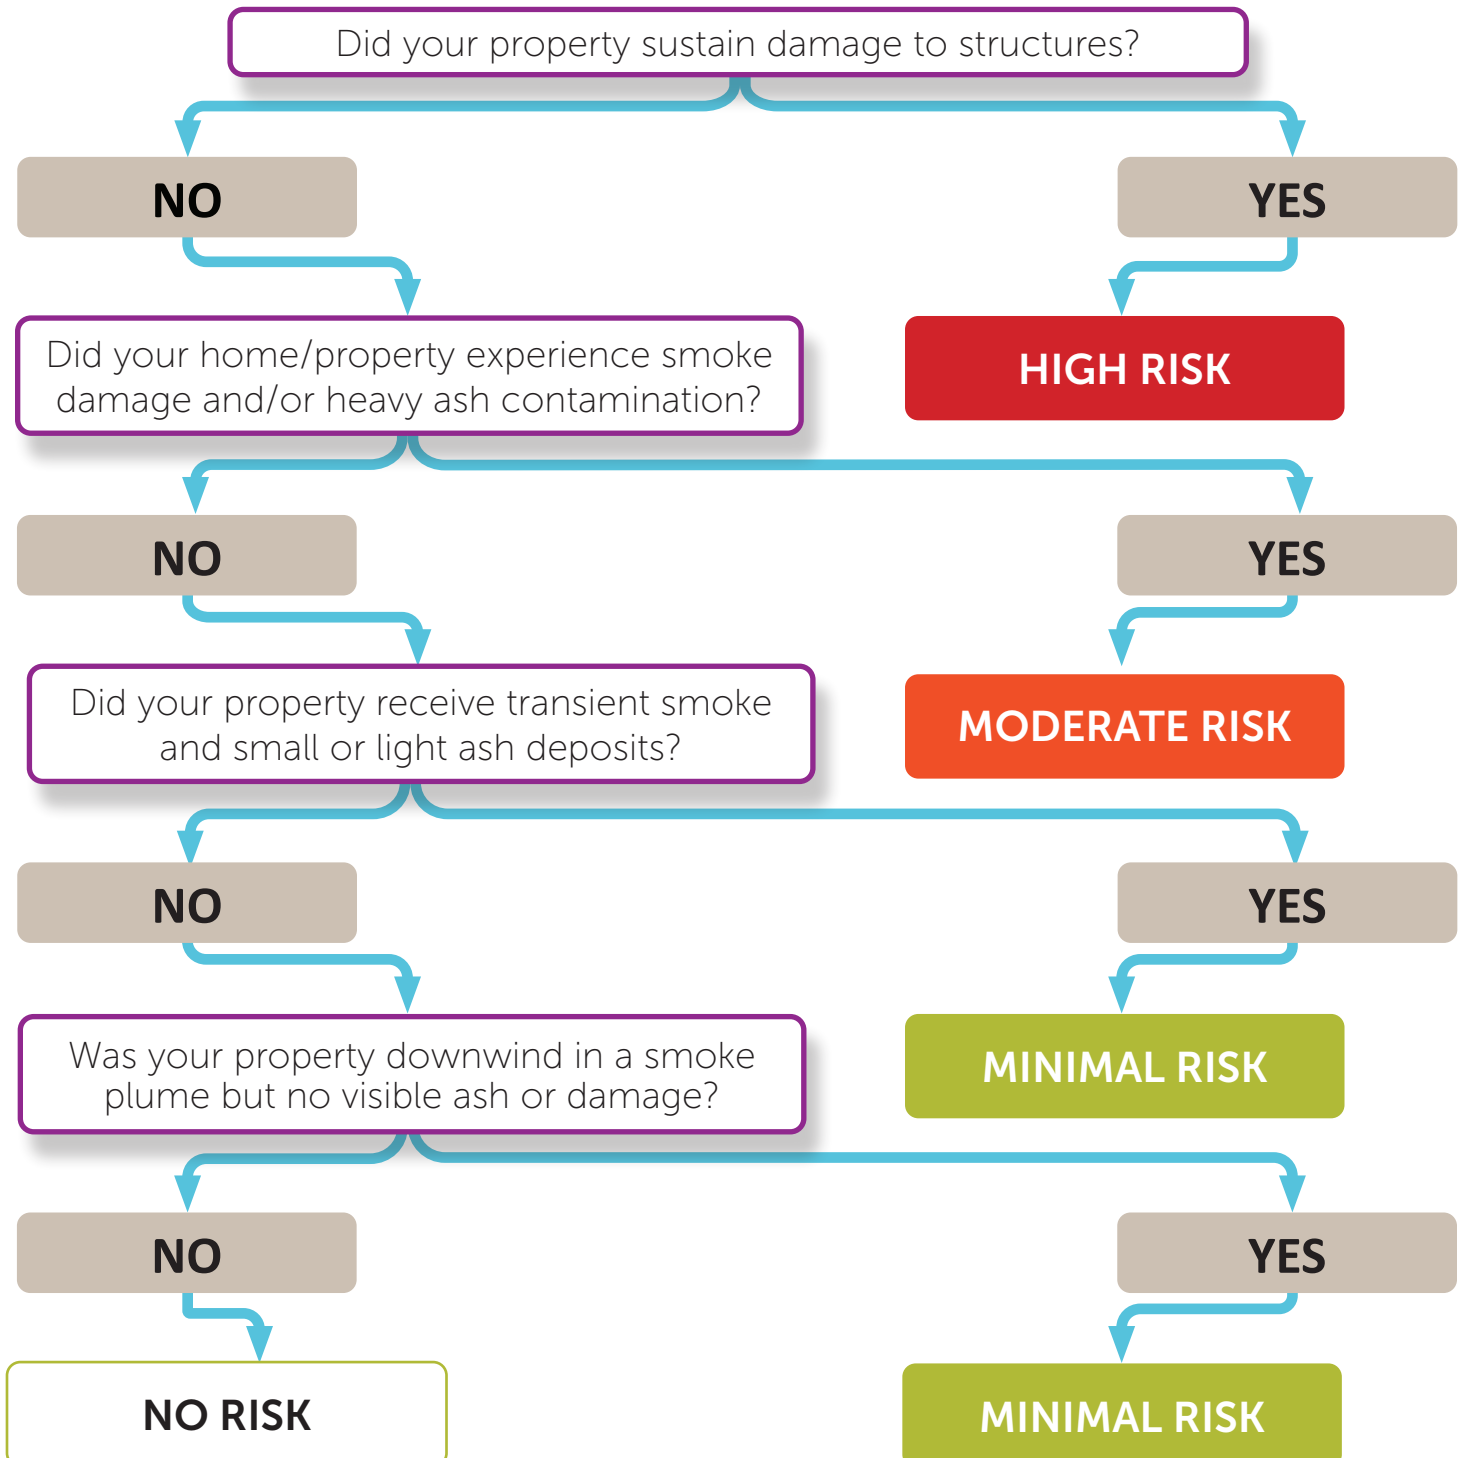 Did your property sustain damage to structures?
NO
YES
Did your home/property experience smoke
damage and/or heavy ash contamination?
HIGH RISK
NO
YES
Did your property receive transient smoke
and small or light ash deposits?
MODERATE RISK
NO
YES
Was your property downwind in a smoke
plume but no visible ash or damage?
MINIMAL RISK
NO
YES
NO RISK
MINIMAL RISK